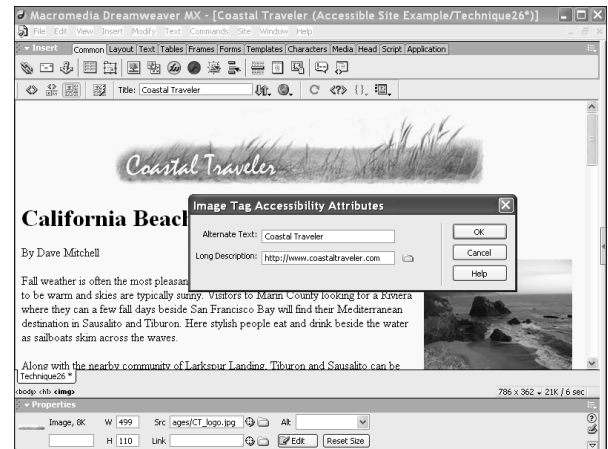 Macromedia Dreamweaver MX - [Coastal Traveler (Accessible Site Example/Technique26*)]
File Edit View Insert Modify Text Commands Site Window Help
Insert Common Layout Text Tables Frames Forms Templates Characters Media Head Script Application
Title: Coastal Traveler
Coastal Traveler
Image Tag Accessibility Attributes
Alternate Text: Coastal Traveler OK
Long Description: http://www.coastaltraveler.com Cancel
Help
California Beach
By Dave Mitchell
Fall weather is often the most pleasan
to be warm and skies are typically sunny. Visitors to Marin County looking for a Riviera
where they can a few fall days beside San Francisco Bay will find their Mediterranean
destination in Sausalito and Tiburon. Here stylish people eat and drink beside the water
as sailboats skim across the waves.
Along with the nearby community of Larkspur Landing, Tiburon and Sausalito can be
Technique26 *
<body> <h1> <img> 786 x 362 21K / 6 sec
Properties
Image, 8K W 499 Src ages/CT_logo.jpg Alt
H 110 Link Edit Reset Size